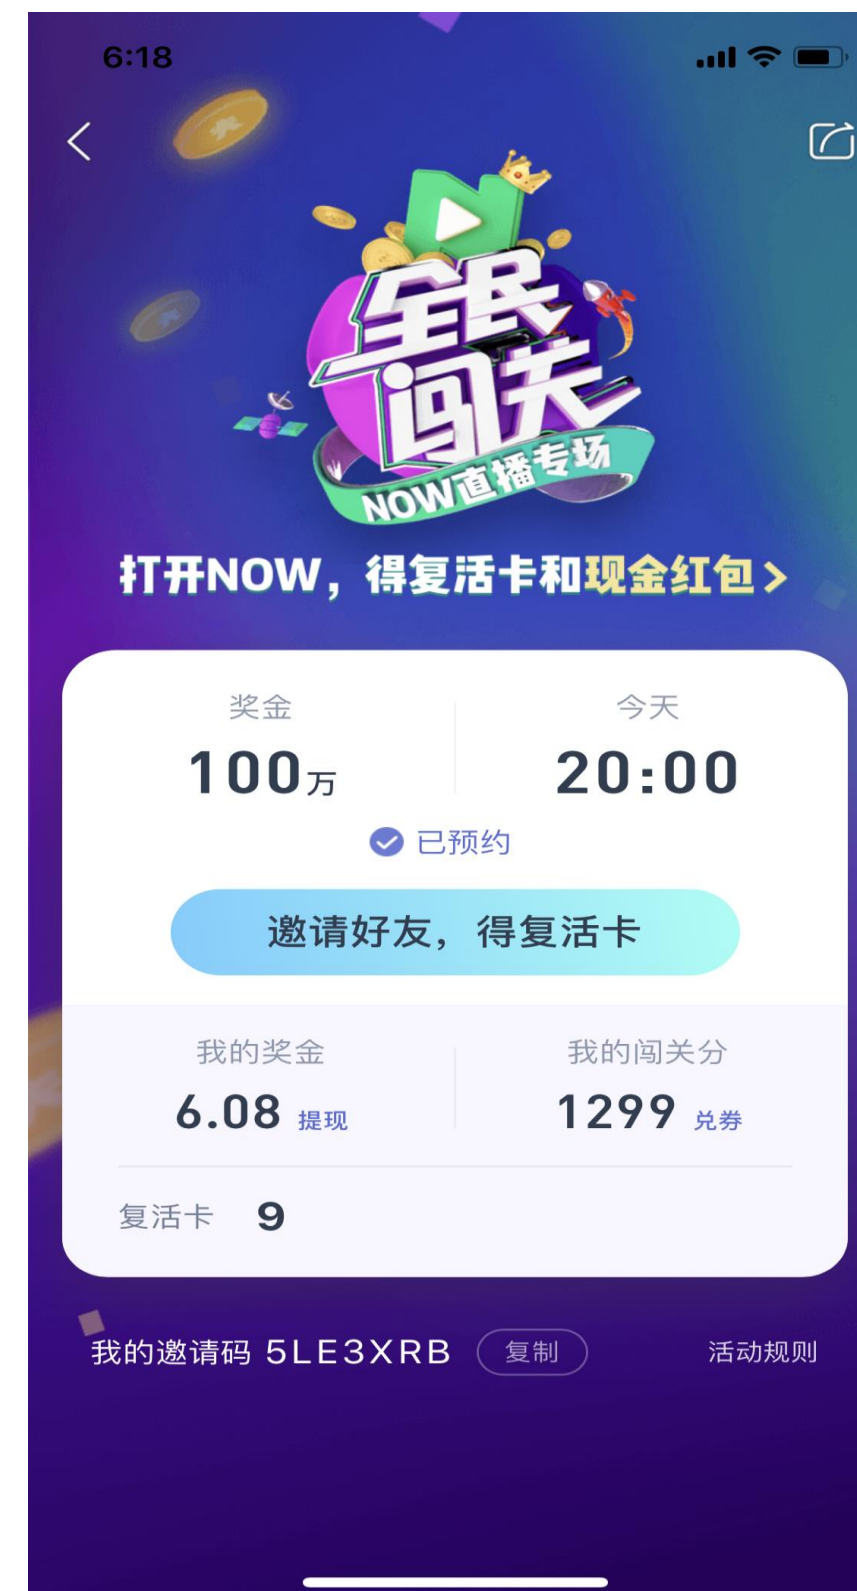 6:18
全民
闯关
NOW直播专场
打开NOW，得复活卡和现金红包>
奖金
今天
100万
20:00
已预约
邀请好友，得复活卡
我的奖金
我的闯关分
6.08 提现
1299 兑券
复活卡 9
我的邀请码 5LE3XRB 复制 活动规则